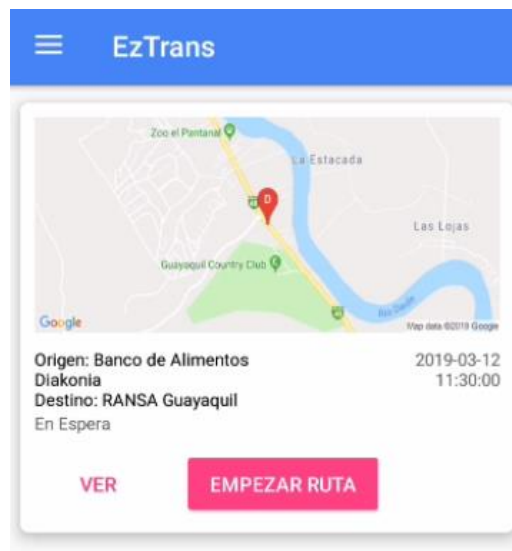 EzTrans
Zoo el Pantanal
La Estacada
D
Las Lojas
Guayaquil Country Club
Google
Map data ©2019 Google
Origen: Banco de Alimentos
Diakonia
Destino: RANSA Guayaquil
En Espera
2019-03-12
11:30:00
VER
EMPEZAR RUTA